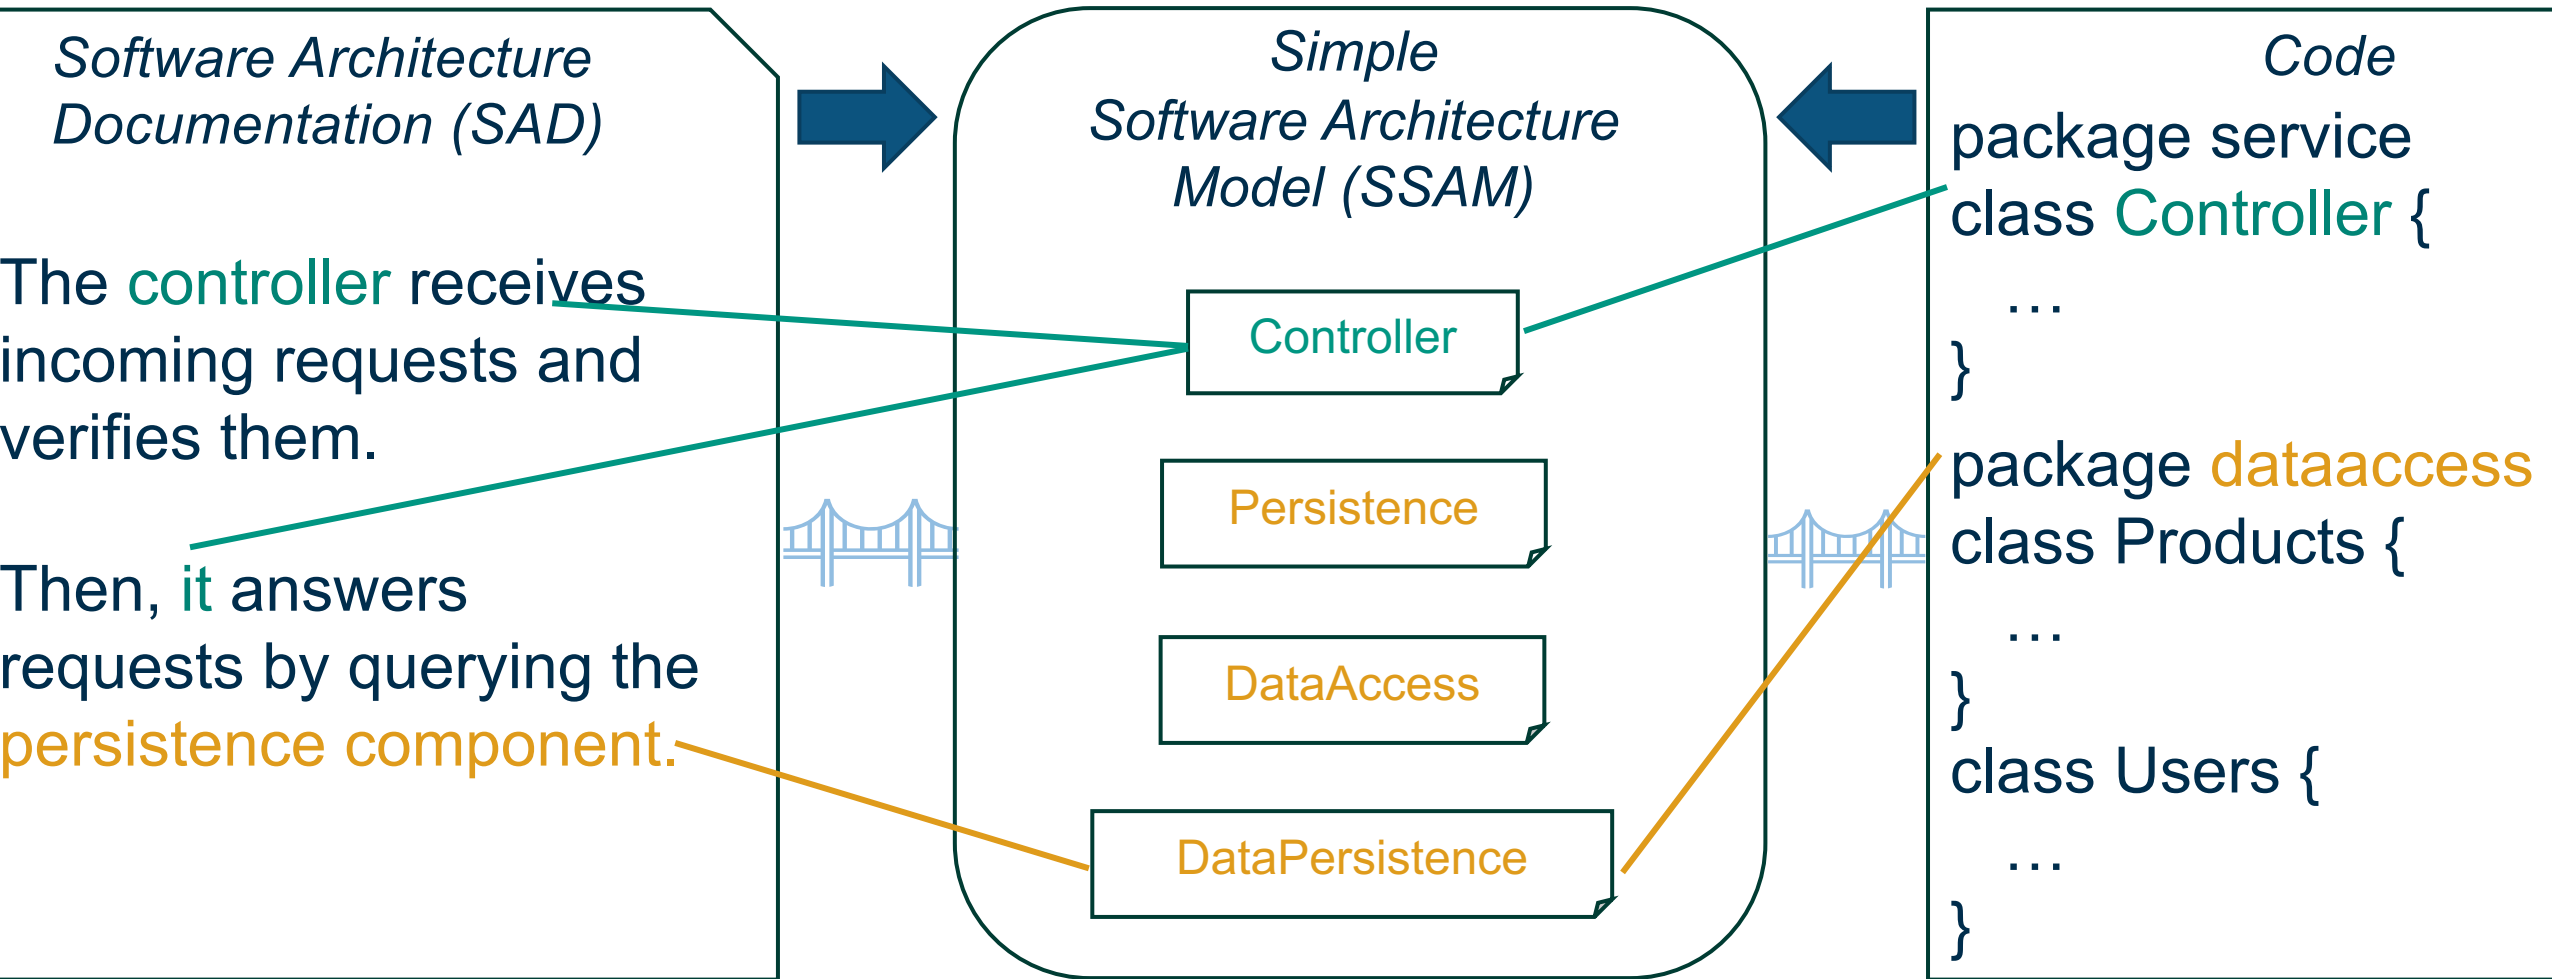 Software Architecture
Documentation (SAD)
The controller receives
incoming requests and
verifies them.
Then, it answers
requests by querying the
persistence component.
Simple
Software Architecture
Model (SSAM)
Controller
Persistence
DataAccess
DataPersistence
Code
package service
class Controller {
…
}
package dataaccess
class Products {
…
}
class Users {
…
}